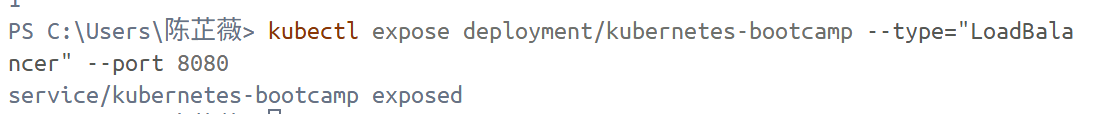 PS C:\Users\陈芷薇> kubectl expose deployment/kubernetes-bootcamp --type="LoadBala
ncer" --port 8080
service/kubernetes-bootcamp exposed